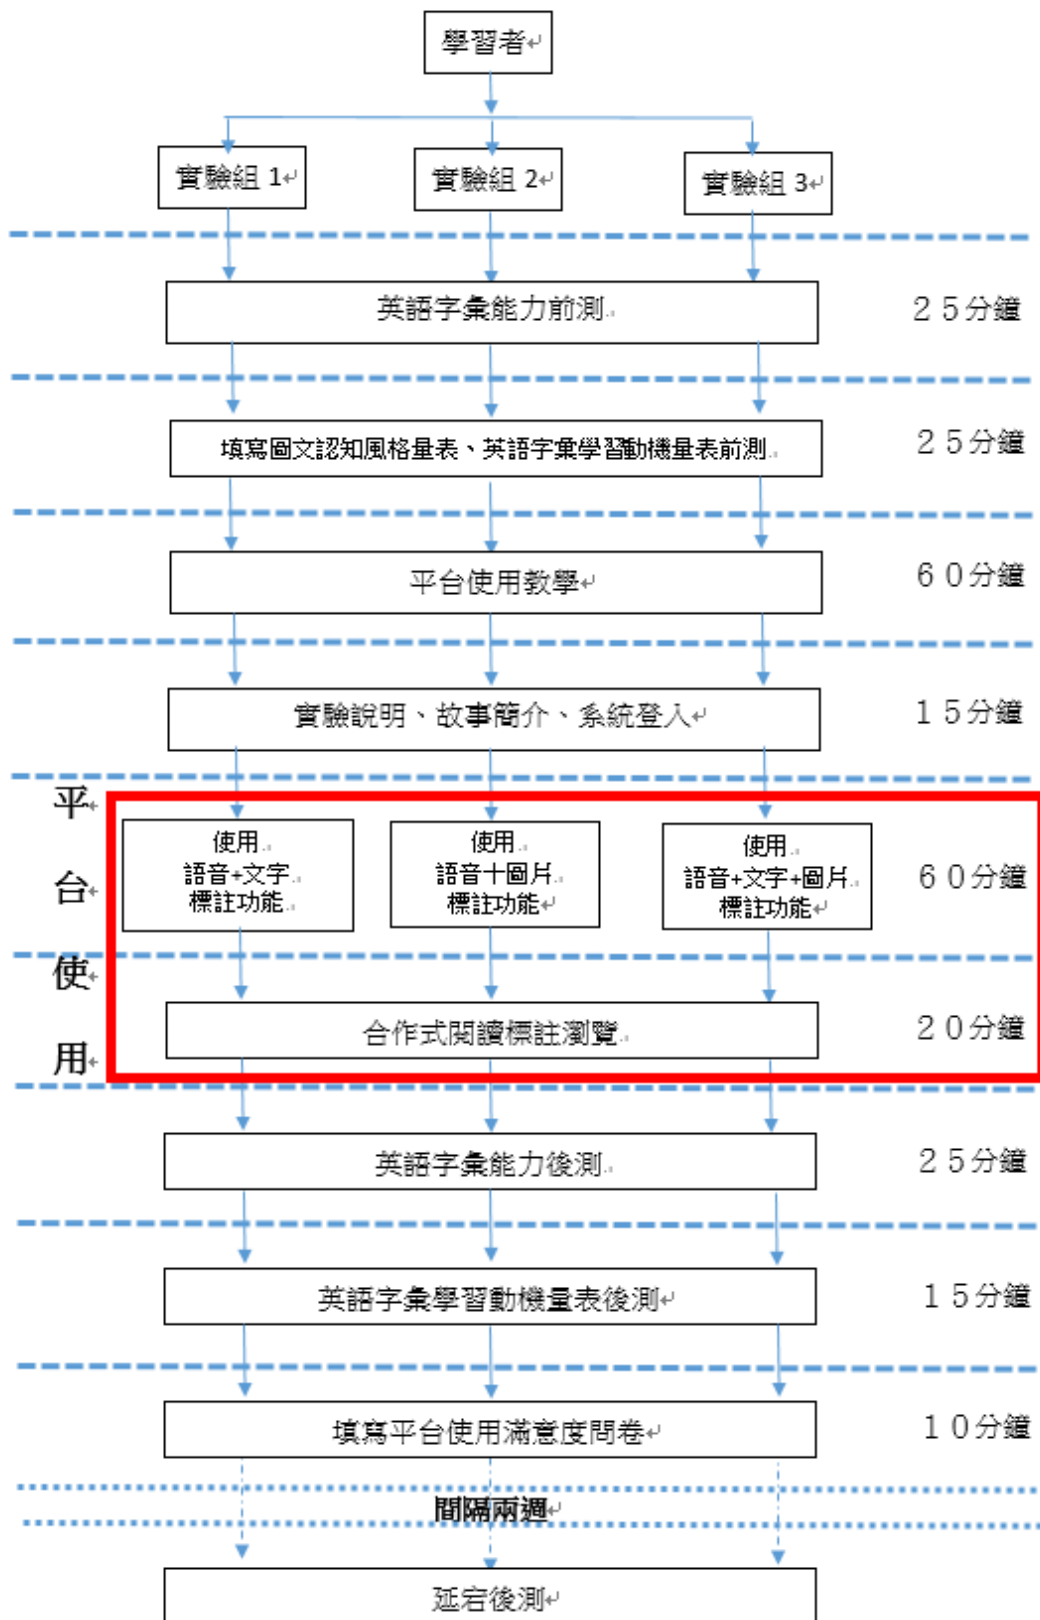 學習者
實驗組 1
實驗組 2
實驗組 3
英語字彙能力前測
２５分鐘
填寫圖文認知風格量表、英語字彙學習動機量表前測
２５分鐘
平台使用教學
６０分鐘
實驗說明、故事簡介、系統登入
１５分鐘
平
台
使
用
使用
語音+文字
標註功能
使用
語音十圖片
標註功能
使用
語音+文字+圖片
標註功能
６０分鐘
合作式閱讀標註瀏覽
２０分鐘
英語字彙能力後測
２５分鐘
英語字彙學習動機量表後測
１５分鐘
填寫平台使用滿意度問卷
１０分鐘
間隔兩週
延宕後測